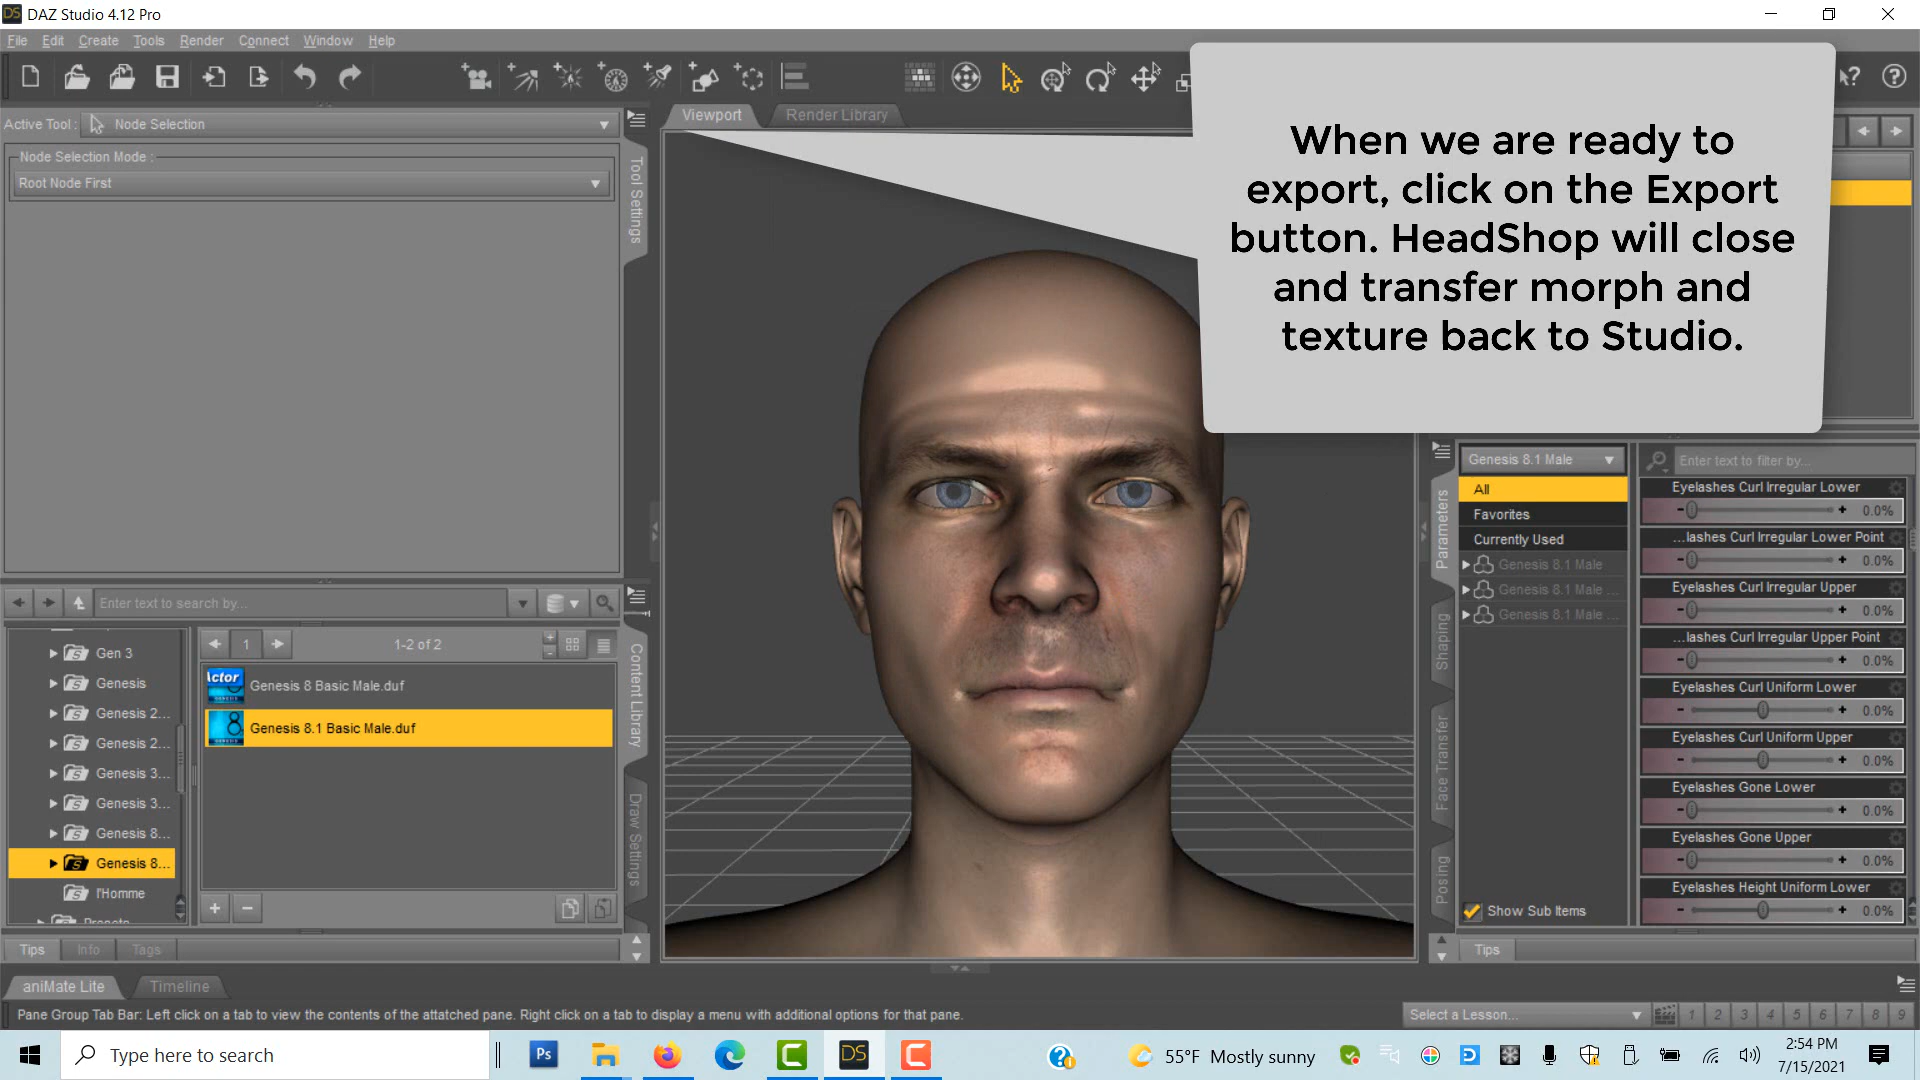 DS DAZ Studio 4.12 Pro
File Edit Create Tools Render Connect Window Help
When we are ready to
export, click on the Export
button. HeadShop will close
and transfer morph and
texture back to Studio.
Active Tool : Node Selection
Node Selection Mode :
Root Node First
Tool Settings
Viewport Render Library
Enter text to search by...
Gen 3
Genesis
Genesis 2...
Genesis 2...
Genesis 3...
Genesis 3...
Genesis 8...
Genesis 8...
l'Homme
1 1-2 of 2
Actor Genesis 8 Basic Male.duf
8 Genesis 8.1 Basic Male.duf
Content Library
Draw Settings
Tips Info Tags
Parameters
Shaping
Face Transfer
Posing
Genesis 8.1 Male
All
Favorites
Currently Used
Genesis 8.1 Male
Genesis 8.1 Male ...
Genesis 8.1 Male ...
Show Sub Items
Enter text to filter by...
Eyelashes Curl Irregular Lower
0.0%
...lashes Curl Irregular Lower Point
0.0%
Eyelashes Curl Irregular Upper
0.0%
...lashes Curl Irregular Upper Point
0.0%
Eyelashes Curl Uniform Lower
0.0%
Eyelashes Curl Uniform Upper
0.0%
Eyelashes Gone Lower
0.0%
Eyelashes Gone Upper
0.0%
Eyelashes Height Uniform Lower
0.0%
Tips
aniMate Lite Timeline
Pane Group Tab Bar: Left click on a tab to view the contents of the attatched pane. Right click on a tab to display a menu with additional options for that pane.
Select a Lesson... 1 2 3 4 5 6 7 8 9
Type here to search
Ps
DS
55°F Mostly sunny
2:54 PM
7/15/2021